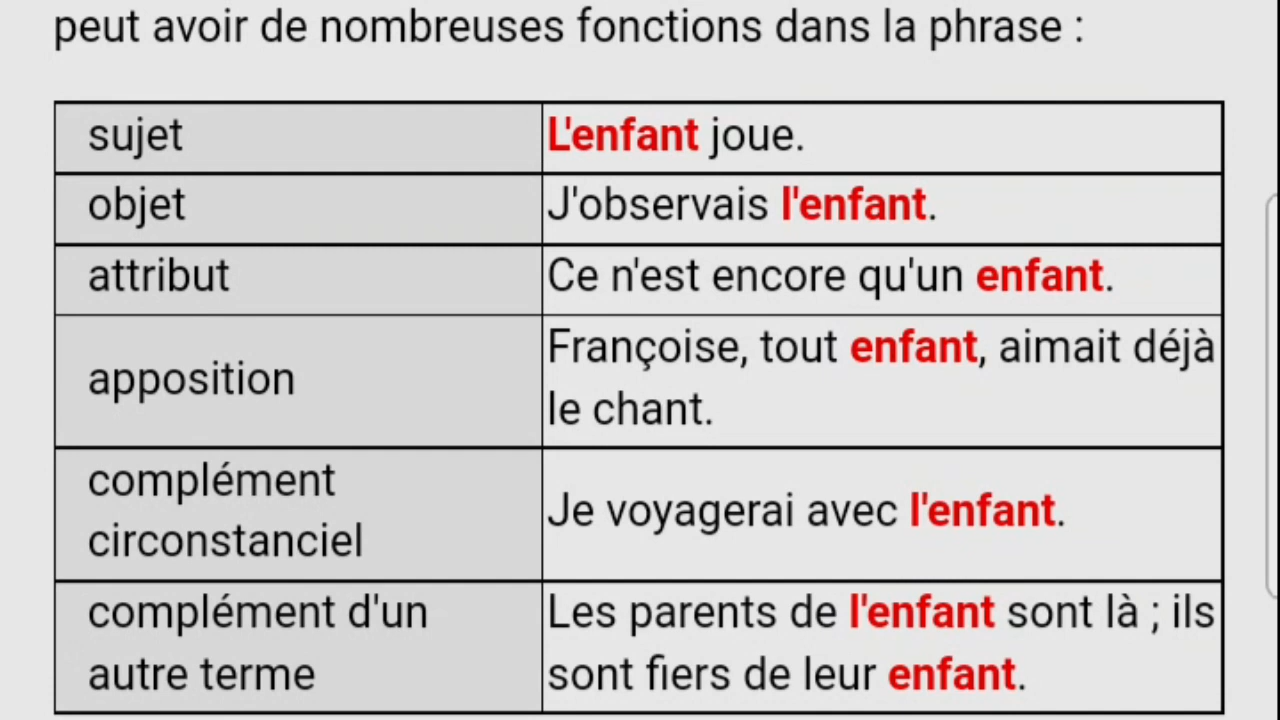 peut avoir de nombreuses fonctions dans la phrase :
sujet
L'enfant joue.
objet
J'observais l'enfant.
attribut
Ce n'est encore qu'un enfant.
apposition
Françoise, tout enfant, aimait déjà
le chant.
complément
circonstanciel
Je voyagerai avec l'enfant.
complément d'un
autre terme
Les parents de l'enfant sont là ; ils
sont fiers de leur enfant.